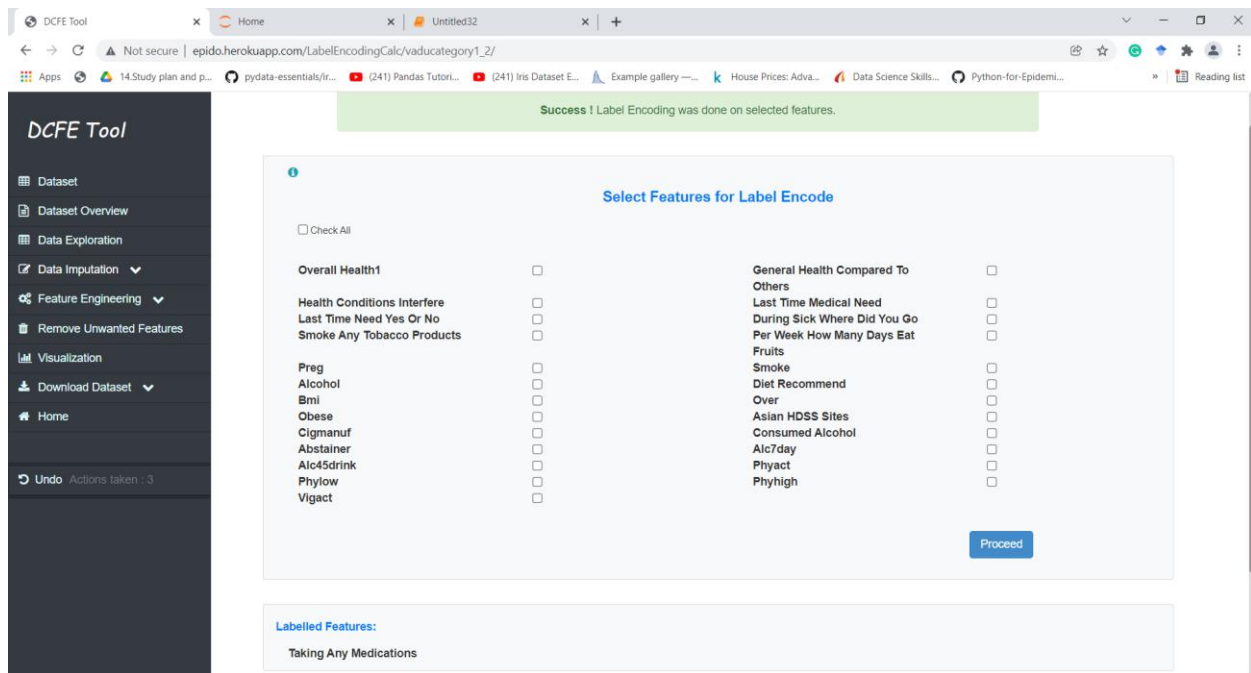 DCFE Tool
Home
Untitled32
Not secure | epido.herokuapp.com/LabelEncodingCalc/vaducategory1_2/
Apps
14.Study plan and p...
pydata-essentials/ir...
(241) Pandas Tutori...
(241) Iris Dataset E...
Example gallery —...
House Prices: Adva...
Data Science Skills...
Python-for-Epidemi...
»
Reading list
DCFE Tool
Dataset
Dataset Overview
Data Exploration
Data Imputation
Feature Engineering
Remove Unwanted Features
Visualization
Download Dataset
Home
Undo Actions taken : 3
Success ! Label Encoding was done on selected features.
Select Features for Label Encode
Check All
Overall Health1
General Health Compared To
Others
Health Conditions Interfere
Last Time Medical Need
Last Time Need Yes Or No
During Sick Where Did You Go
Smoke Any Tobacco Products
Per Week How Many Days Eat
Fruits
Preg
Smoke
Alcohol
Diet Recommend
Bmi
Over
Obese
Asian HDSS Sites
Cigmanuf
Consumed Alcohol
Abstainer
Alc7day
Alc45drink
Phyact
Phylow
Phyhigh
Vigact
Proceed
Labelled Features:
Taking Any Medications